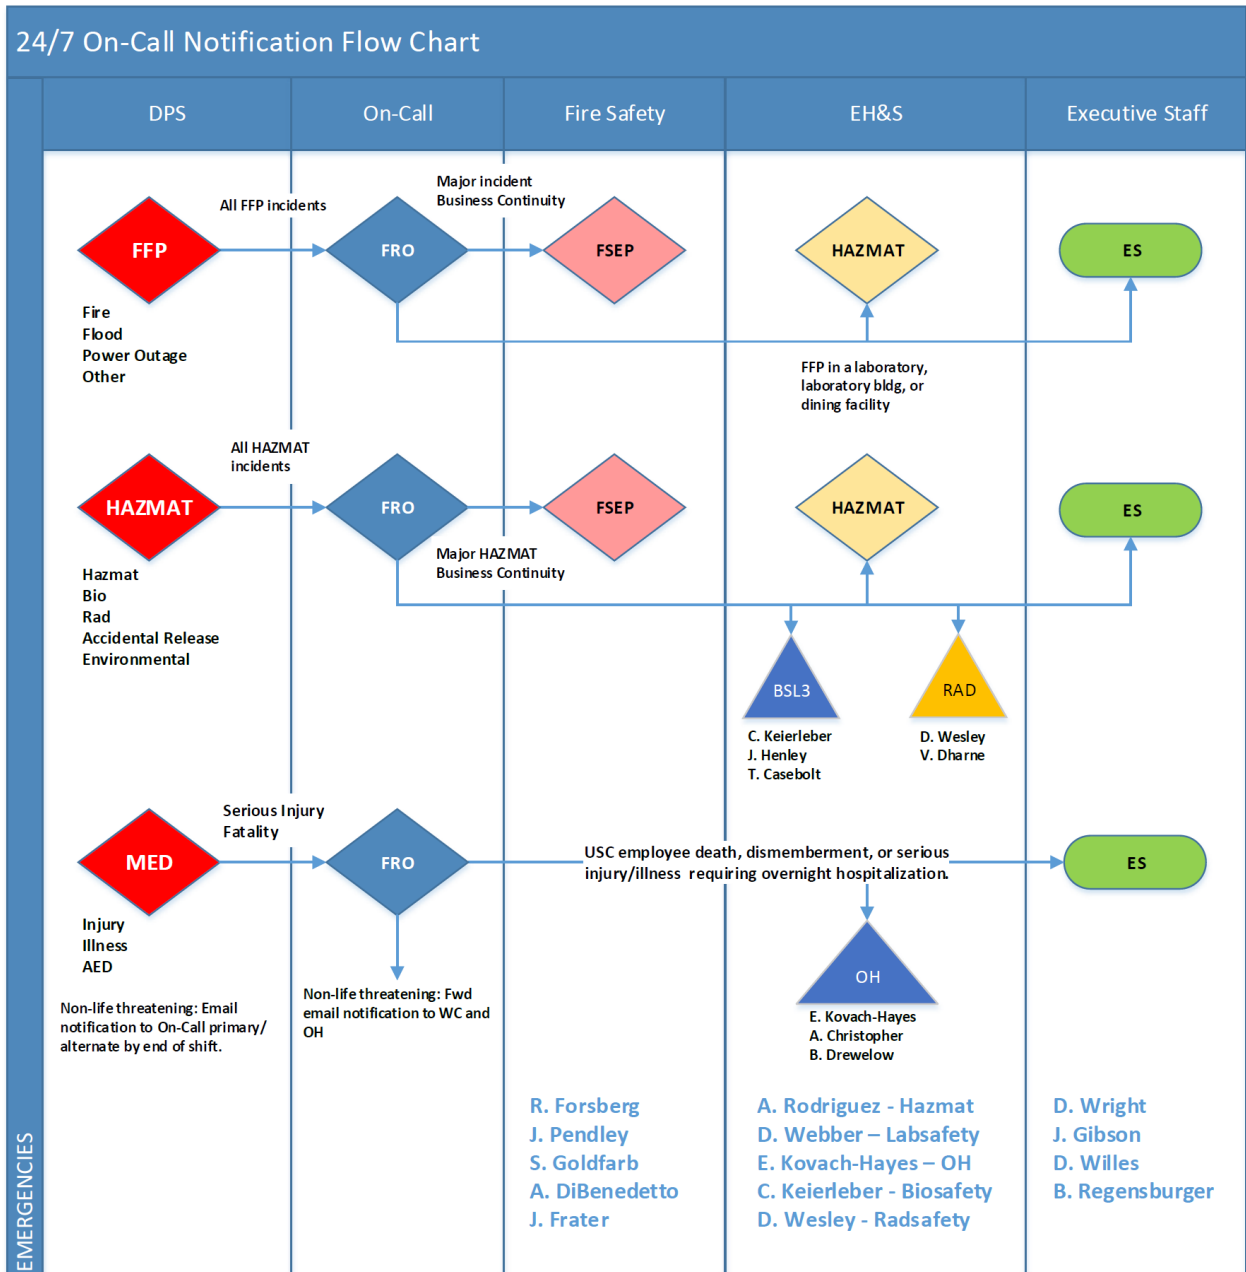 24/7 On-Call Notification Flow Chart
DPS
On-Call
Fire Safety
EH&S
Executive Staff
All FFP incidents
Major incident
Business Continuity
FFP
FRO
FSEP
HAZMAT
ES
Fire
Flood
Power Outage
Other
FFP in a laboratory,
laboratory bldg, or
dining facility
All HAZMAT
incidents
HAZMAT
FRO
FSEP
HAZMAT
ES
Major HAZMAT
Business Continuity
Hazmat
Bio
Rad
Accidental Release
Environmental
BSL3
RAD
C. Keierleber
J. Henley
T. Casebolt
D. Wesley
V. Dharne
Serious Injury
Fatality
MED
FRO
USC employee death, dismemberment, or serious
injury/illness requiring overnight hospitalization.
ES
Injury
Illness
AED
OH
Non-life threatening: Email
notification to On-Call primary/
alternate by end of shift.
Non-life threatening: Fwd
email notification to WC and
OH
E. Kovach-Hayes
A. Christopher
B. Drewelow
R. Forsberg
J. Pendley
S. Goldfarb
A. DiBenedetto
J. Frater
A. Rodriguez - Hazmat
D. Webber – Labsafety
E. Kovach-Hayes – OH
C. Keierleber - Biosafety
D. Wesley - Radsafety
D. Wright
J. Gibson
D. Willes
B. Regensburger
EMERGENCIES